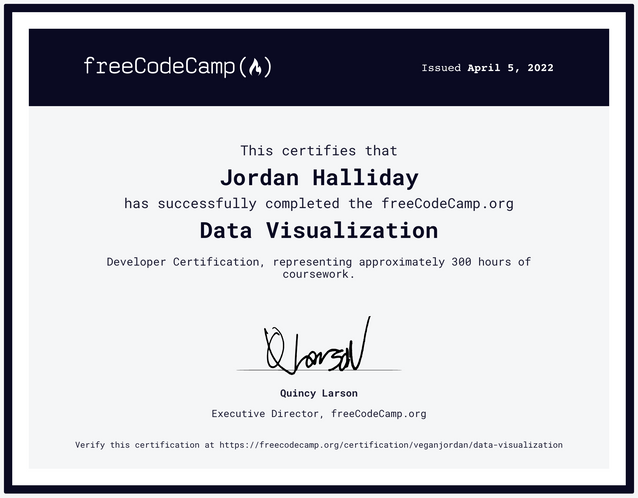 freeCodeCamp
Issued April 5, 2022
This certifies that
Jordan Halliday
has successfully completed the freeCodeCamp.org
Data Visualization
Developer Certification, representing approximately 300 hours of
coursework.
Q Larson
Quincy Larson
Executive Director, freeCodeCamp.org
Verify this certification at https://freecodecamp.org/certification/veganjordan/data-visualization